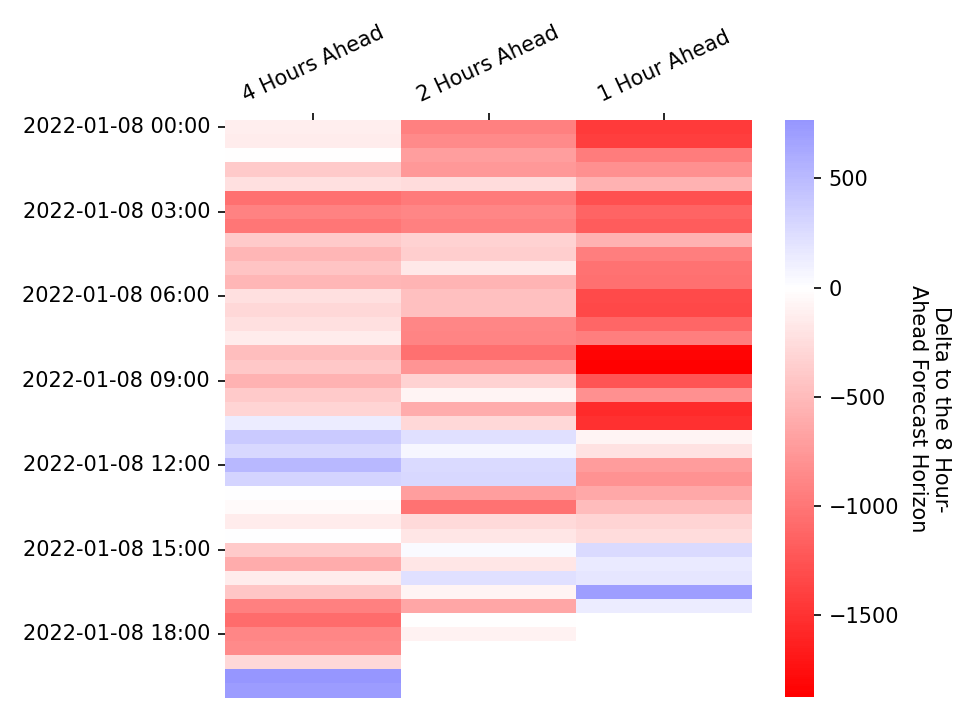 4 Hours Ahead
2 Hours Ahead
1 Hour Ahead
2022-01-08 00:00
2022-01-08 03:00
2022-01-08 06:00
2022-01-08 09:00
2022-01-08 12:00
2022-01-08 15:00
2022-01-08 18:00
500
0
−500
−1000
−1500
Delta to the 8 Hour-
Ahead Forecast Horizon